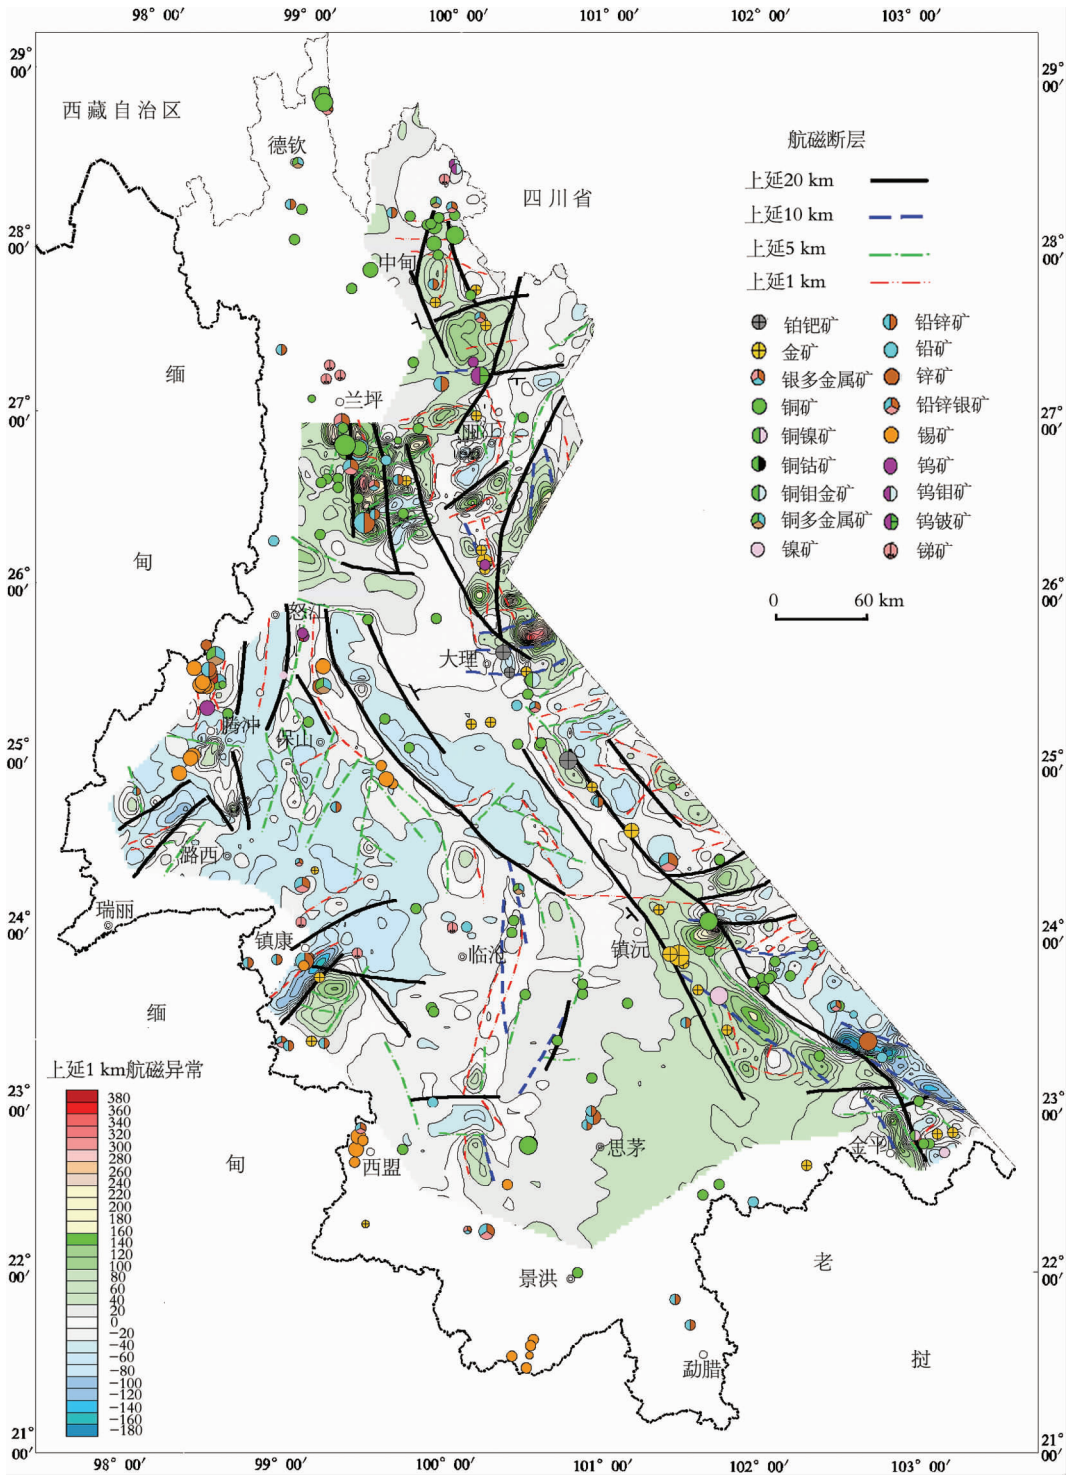 98° 00′ 99° 00′ 100° 00′ 101° 00′ 102° 00′ 103° 00′
29° 00′
29° 00′
西藏自治区
德钦
四川省
航磁断层
上延20 km
上延10 km
上延5 km
上延1 km
28° 00′
28° 00′
中甸
铂钯矿
铅锌矿
金矿
铅矿
银多金属矿
锌矿
铜矿
铅锌银矿
铜镍矿
锡矿
铜钴矿
钨矿
铜钼金矿
钨钼矿
铜多金属矿
钨铍矿
镍矿
锑矿
0 60 km
缅
兰坪
27° 00′
27° 00′
丽江
甸
26° 00′
26° 00′
怒江
大理
腾冲
保山
25° 00′
25° 00′
潞西
瑞丽
24° 00′
24° 00′
镇康
临沧
镇沅
缅
上延1 km航磁异常
380
360
340
320
300
280
260
240
220
200
180
160
140
120
100
80
60
40
20
0
−20
−40
−60
−80
−100
−120
−140
−160
−180
23° 00′
23° 00′
甸
西盟
思茅
金平
22° 00′
22° 00′
景洪
老
勐腊
挝
21° 00′
21° 00′
98° 00′ 99° 00′ 100° 00′ 101° 00′ 102° 00′ 103° 00′